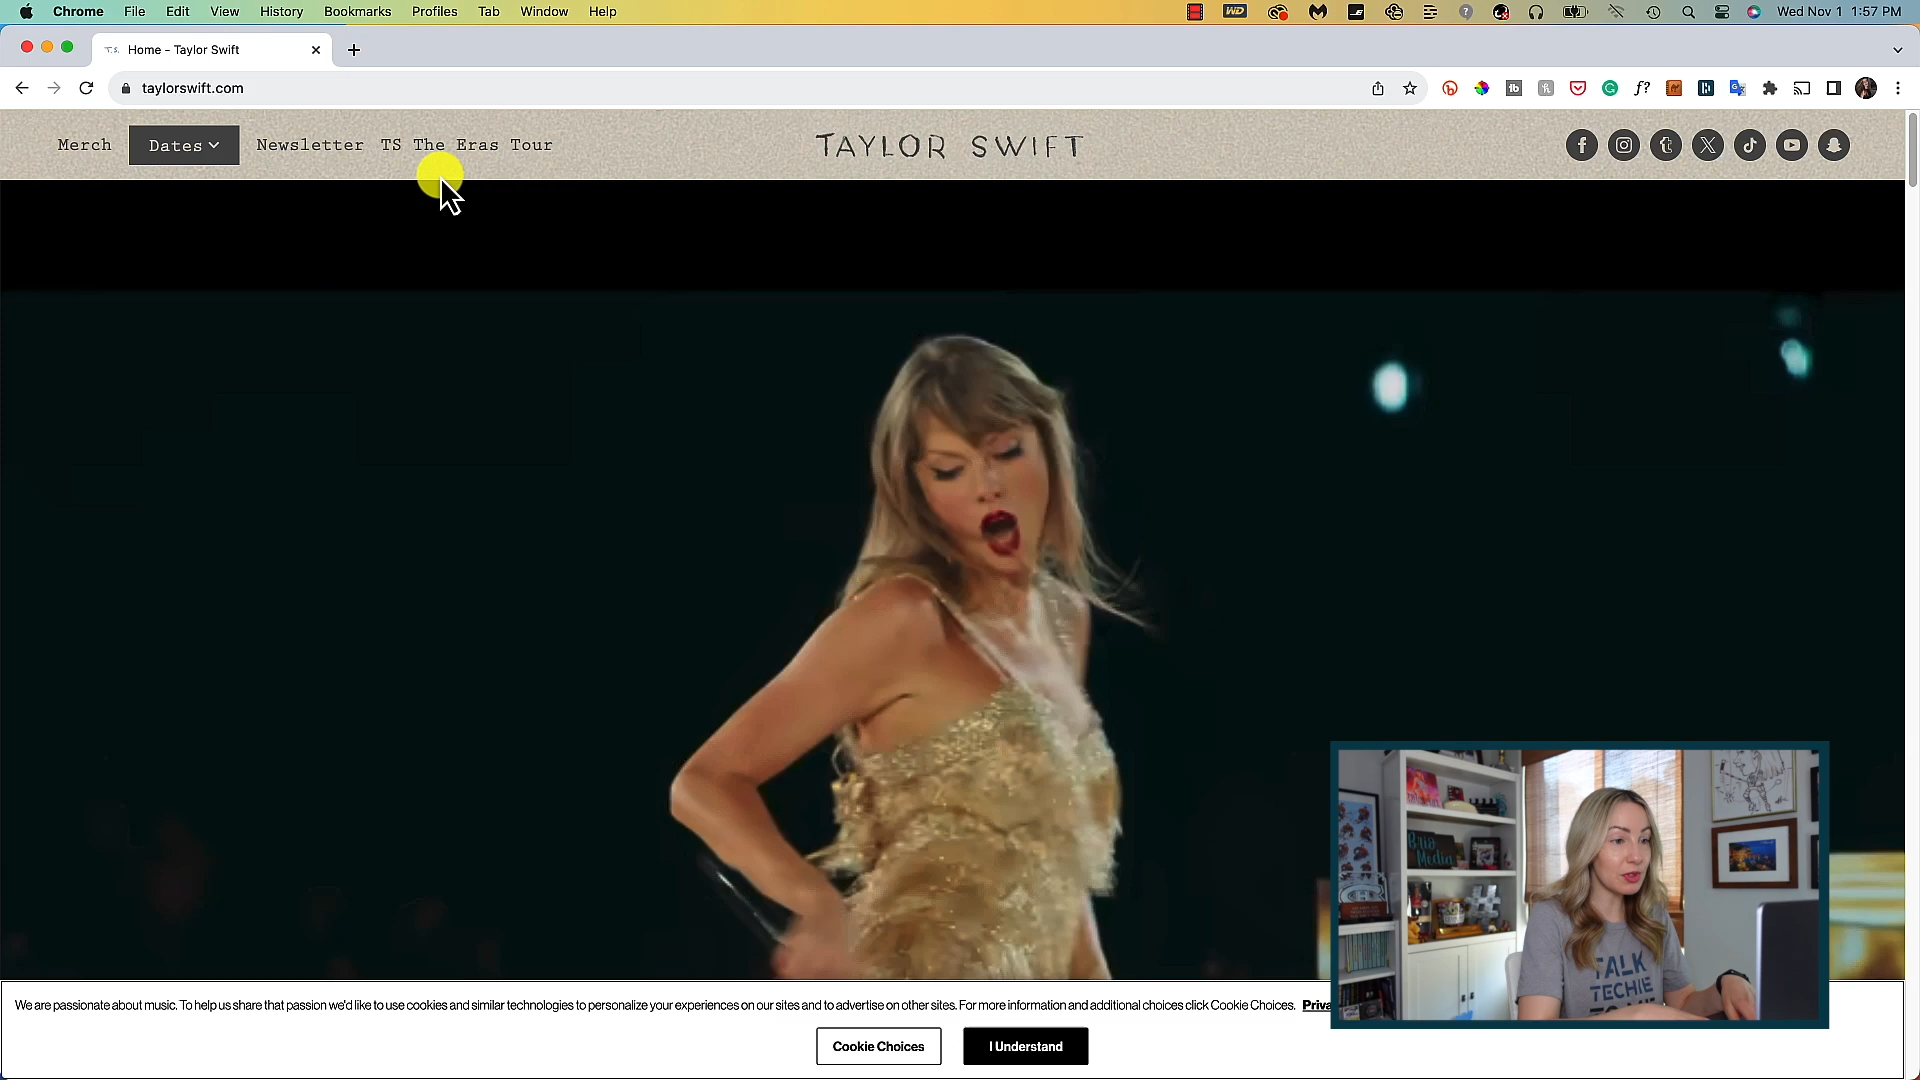 Chrome File Edit View History Bookmarks Profiles Tab Window Help WD Wed Nov 1 1:57 PM
T.S. Home - Taylor Swift
taylorswift.com
Merch Dates Newsletter TS The Eras Tour TAYLOR SWIFT
Brio
Media
TALK
TECHIE
We are passionate about music. To help us share that passion we'd like to use cookies and similar technologies to personalize your experiences on our sites and to advertise on other sites. For more information and additional choices click Cookie Choices. Priva
Cookie Choices I Understand